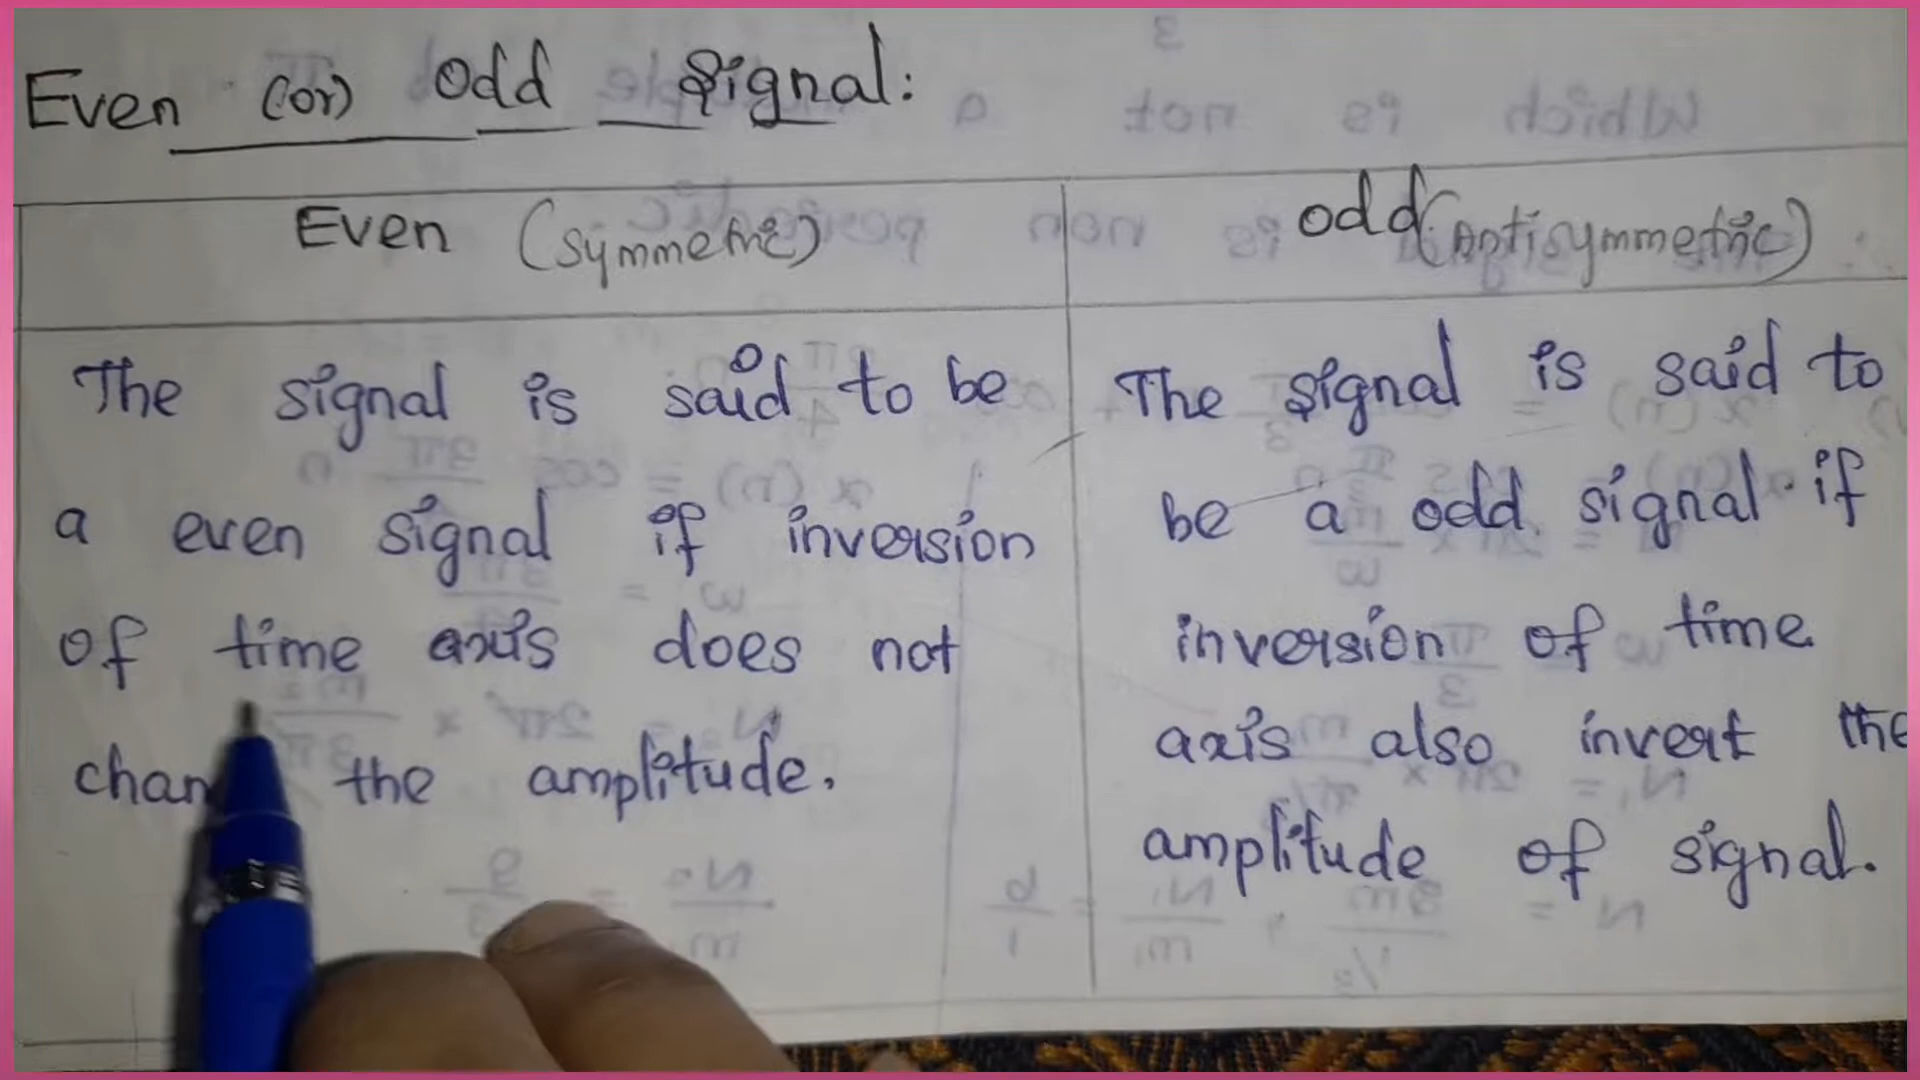 Even (or) odd signal:
Even (symmetric)
odd (Antisymmetric)
The signal is said to be
a even signal if inversion
of time axis does not
chan the amplitude.
The signal is said to
be a odd signal if
inversion of time
axis also invert the
amplitude of signal.